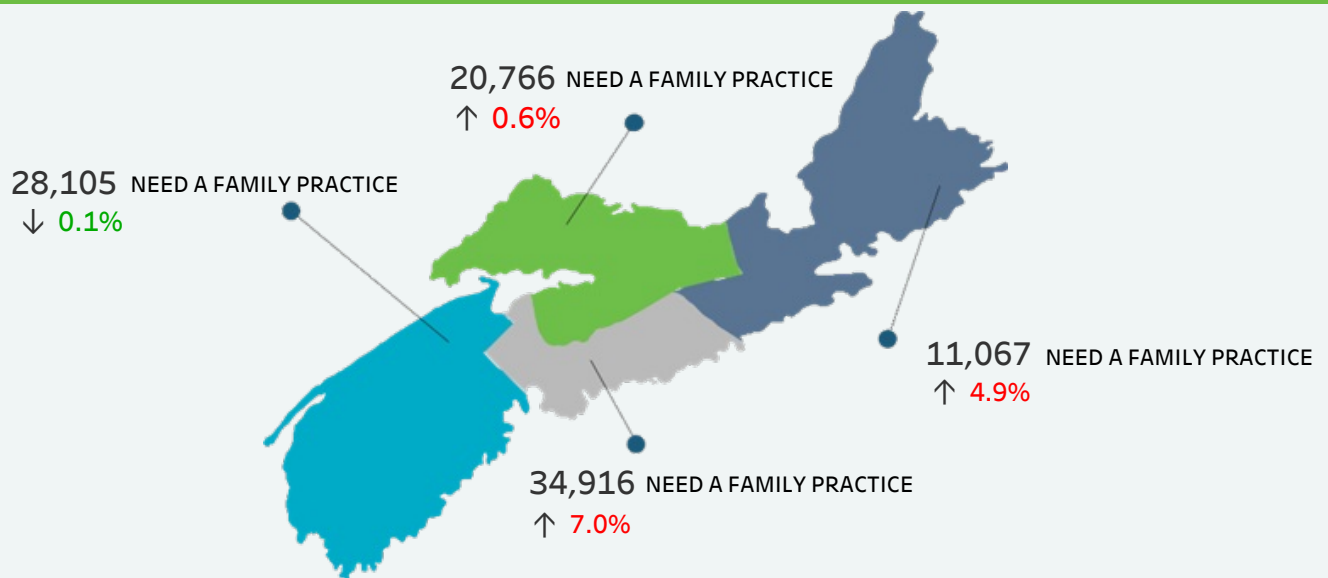 20,766 NEED A FAMILY PRACTICE
↑ 0.6%
28,105 NEED A FAMILY PRACTICE
↓ 0.1%
11,067 NEED A FAMILY PRACTICE
↑ 4.9%
34,916 NEED A FAMILY PRACTICE
↑ 7.0%